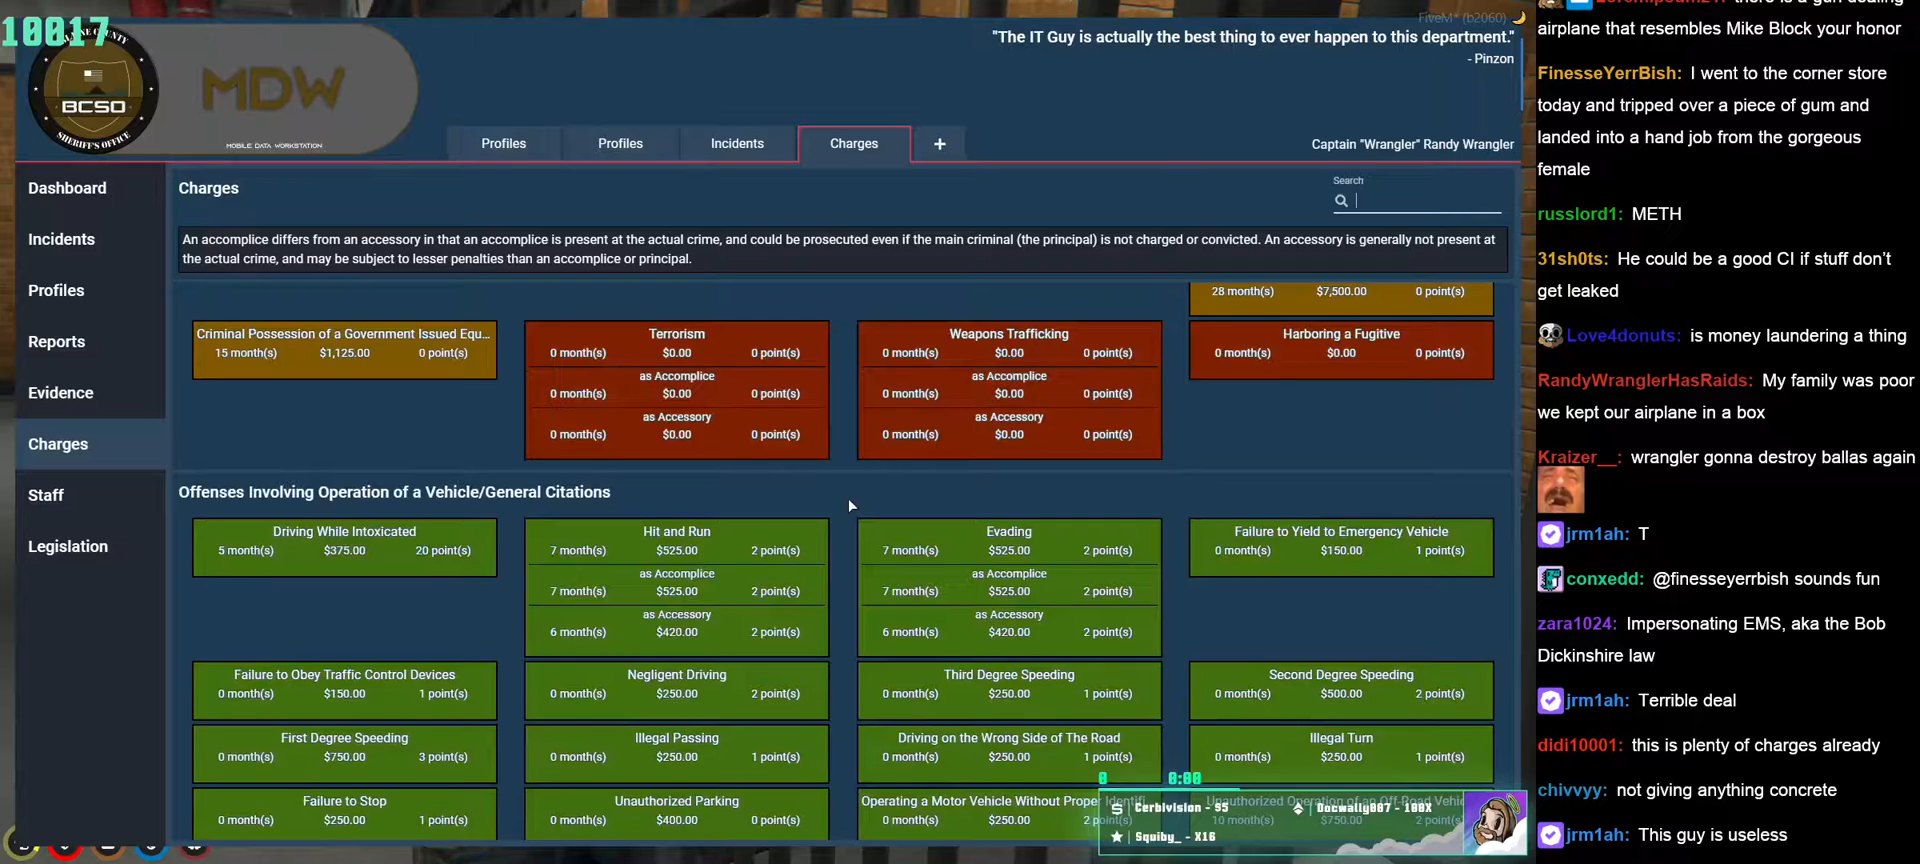 10017
FiveM* (b2060)
"The IT Guy is actually the best thing to ever happen to this department."
- Pinzon
BCSO
SHERIFF'S OFFICE
MDW
MOBILE DATA WORKSTATION
Profiles
Profiles
Incidents
Charges
+
Captain "Wrangler" Randy Wrangler
Dashboard
Incidents
Profiles
Reports
Evidence
Charges
Staff
Legislation
Charges
Search
An accomplice differs from an accessory in that an accomplice is present at the actual crime, and could be prosecuted even if the main criminal (the principal) is not charged or convicted. An accessory is generally not present at
the actual crime, and may be subject to lesser penalties than an accomplice or principal.
28 month(s) $7,500.00 0 point(s)
Criminal Possession of a Government Issued Equ...
15 month(s) $1,125.00 0 point(s)
Terrorism
0 month(s) $0.00 0 point(s)
as Accomplice
0 month(s) $0.00 0 point(s)
as Accessory
0 month(s) $0.00 0 point(s)
Weapons Trafficking
0 month(s) $0.00 0 point(s)
as Accomplice
0 month(s) $0.00 0 point(s)
as Accessory
0 month(s) $0.00 0 point(s)
Harboring a Fugitive
0 month(s) $0.00 0 point(s)
Offenses Involving Operation of a Vehicle/General Citations
Driving While Intoxicated
5 month(s) $375.00 20 point(s)
Hit and Run
7 month(s) $525.00 2 point(s)
as Accomplice
7 month(s) $525.00 2 point(s)
as Accessory
6 month(s) $420.00 2 point(s)
Evading
7 month(s) $525.00 2 point(s)
as Accomplice
7 month(s) $525.00 2 point(s)
as Accessory
6 month(s) $420.00 2 point(s)
Failure to Yield to Emergency Vehicle
0 month(s) $150.00 1 point(s)
Failure to Obey Traffic Control Devices
0 month(s) $150.00 1 point(s)
Negligent Driving
0 month(s) $250.00 2 point(s)
Third Degree Speeding
0 month(s) $250.00 1 point(s)
Second Degree Speeding
0 month(s) $500.00 2 point(s)
First Degree Speeding
0 month(s) $750.00 3 point(s)
Illegal Passing
0 month(s) $250.00 1 point(s)
Driving on the Wrong Side of The Road
0 month(s) $250.00 1 point(s)
Illegal Turn
0 month(s) $250.00 1 point(s)
Failure to Stop
0 month(s) $250.00 1 point(s)
Unauthorized Parking
0 month(s) $400.00 0 point(s)
Operating a Motor Vehicle Without Proper Identifi
0 month(s) $250.00 2 point(s)
Unauthorized Operation of an Off-Road Vehic
10 month(s) $750.00 2 point(s)
0 0:00
Cerbivision - 55
Docwally007 - 100X
Squiby_ - X16
airplane that resembles Mike Block your honor
FinesseYerrBish: I went to the corner store
today and tripped over a piece of gum and
landed into a hand job from the gorgeous
female
russlord1: METH
31sh0ts: He could be a good CI if stuff don't
get leaked
Love4donuts: is money laundering a thing
RandyWranglerHasRaids: My family was poor
we kept our airplane in a box
Kraizer__: wrangler gonna destroy ballas again
jrm1ah: T
conxedd: @finesseyerrbish sounds fun
zara1024: Impersonating EMS, aka the Bob
Dickinshire law
jrm1ah: Terrible deal
didi10001: this is plenty of charges already
chivvyy: not giving anything concrete
jrm1ah: This guy is useless